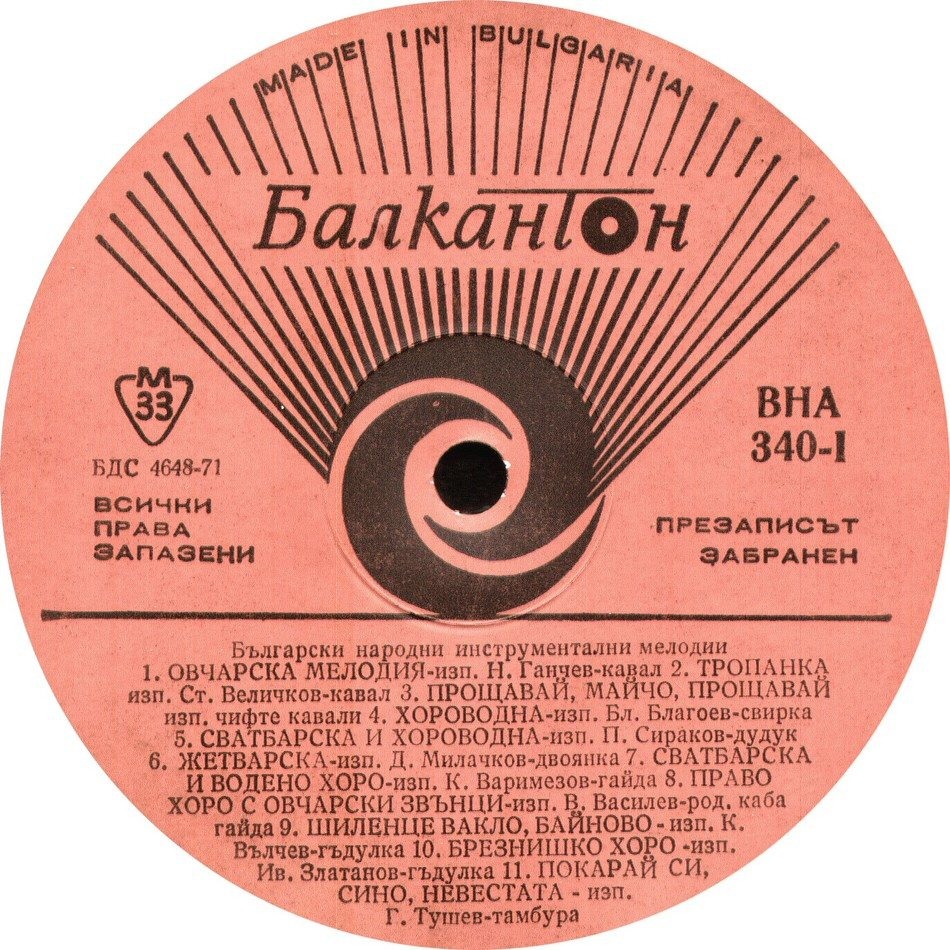 MADE IN BULGARIA
Балкантон
М
33
БДС 4648-71
ВСИЧКИ
ПРАВА
ЗАПАЗЕНИ
ВНА
340-I
ПРЕЗАПИСЪТ
ЗАБРАНЕН
Български народни инструментални мелодии
1. ОВЧАРСКА МЕЛОДИЯ-изп. Н. Ганчев-кавал 2. ТРОПАНКА
изп. Ст. Величков-кавал 3. ПРОЩАВАЙ, МАЙЧО, ПРОЩАВАЙ
изп. чифте кавали 4. ХОРОВОДНА-изп. Бл. Благоев-свирка
5. СВАТБАРСКА И ХОРОВОДНА-изп. П. Сираков-дудук
6. ЖЕТВАРСКА-изп. Д. Милачков-двоянка 7. СВАТБАРСКА
И ВОДЕНО ХОРО-изп. К. Варимезов-гайда 8. ПРАВО
ХОРО С ОВЧАРСКИ ЗВЪНЦИ-изп. В. Василев-род. каба
гайда 9. ШИЛЕНЦЕ ВАКЛО, БАЙНОВО - изп. К.
Вълчев-гъдулка 10. БРЕЗНИШКО ХОРО -изп.
Ив. Златанов-гъдулка 11. ПОКАРАЙ СИ,
СИНО, НЕВЕСТАТА - изп.
Г. Тушев-тамбура